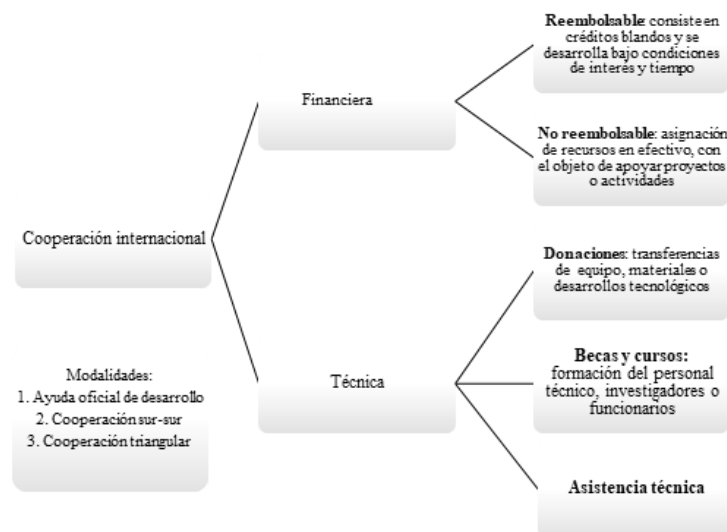 Reembolsable: consiste en
créditos blandos y se
desarrolla bajo condiciones
de interés y tiempo
Financiera
No reembolsable: asignación
de recursos en efectivo, con
el objeto de apoyar proyectos
o actividades
Cooperación internacional
Donaciones: transferencias
de equipo, materiales o
desarrollos tecnológicos
Modalidades:
1. Ayuda oficial de desarrollo
2. Cooperación sur-sur
3. Cooperación triangular
Técnica
Becas y cursos:
formación del personal
técnico, investigadores o
funcionarios
Asistencia técnica